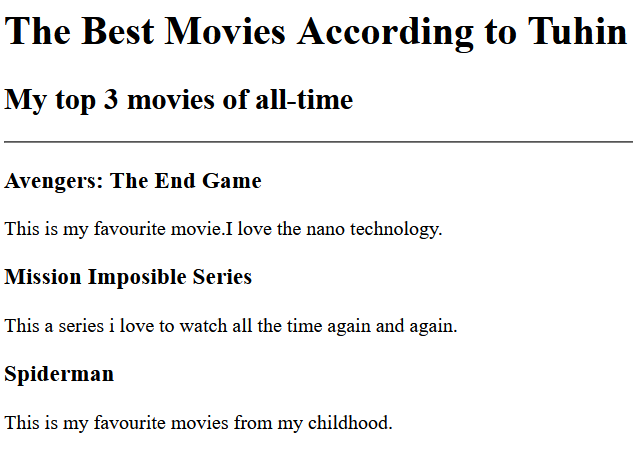 The Best Movies According to Tuhin
My top 3 movies of all-time
Avengers: The End Game
This is my favourite movie.I love the nano technology.
Mission Imposible Series
This a series i love to watch all the time again and again.
Spiderman
This is my favourite movies from my childhood.